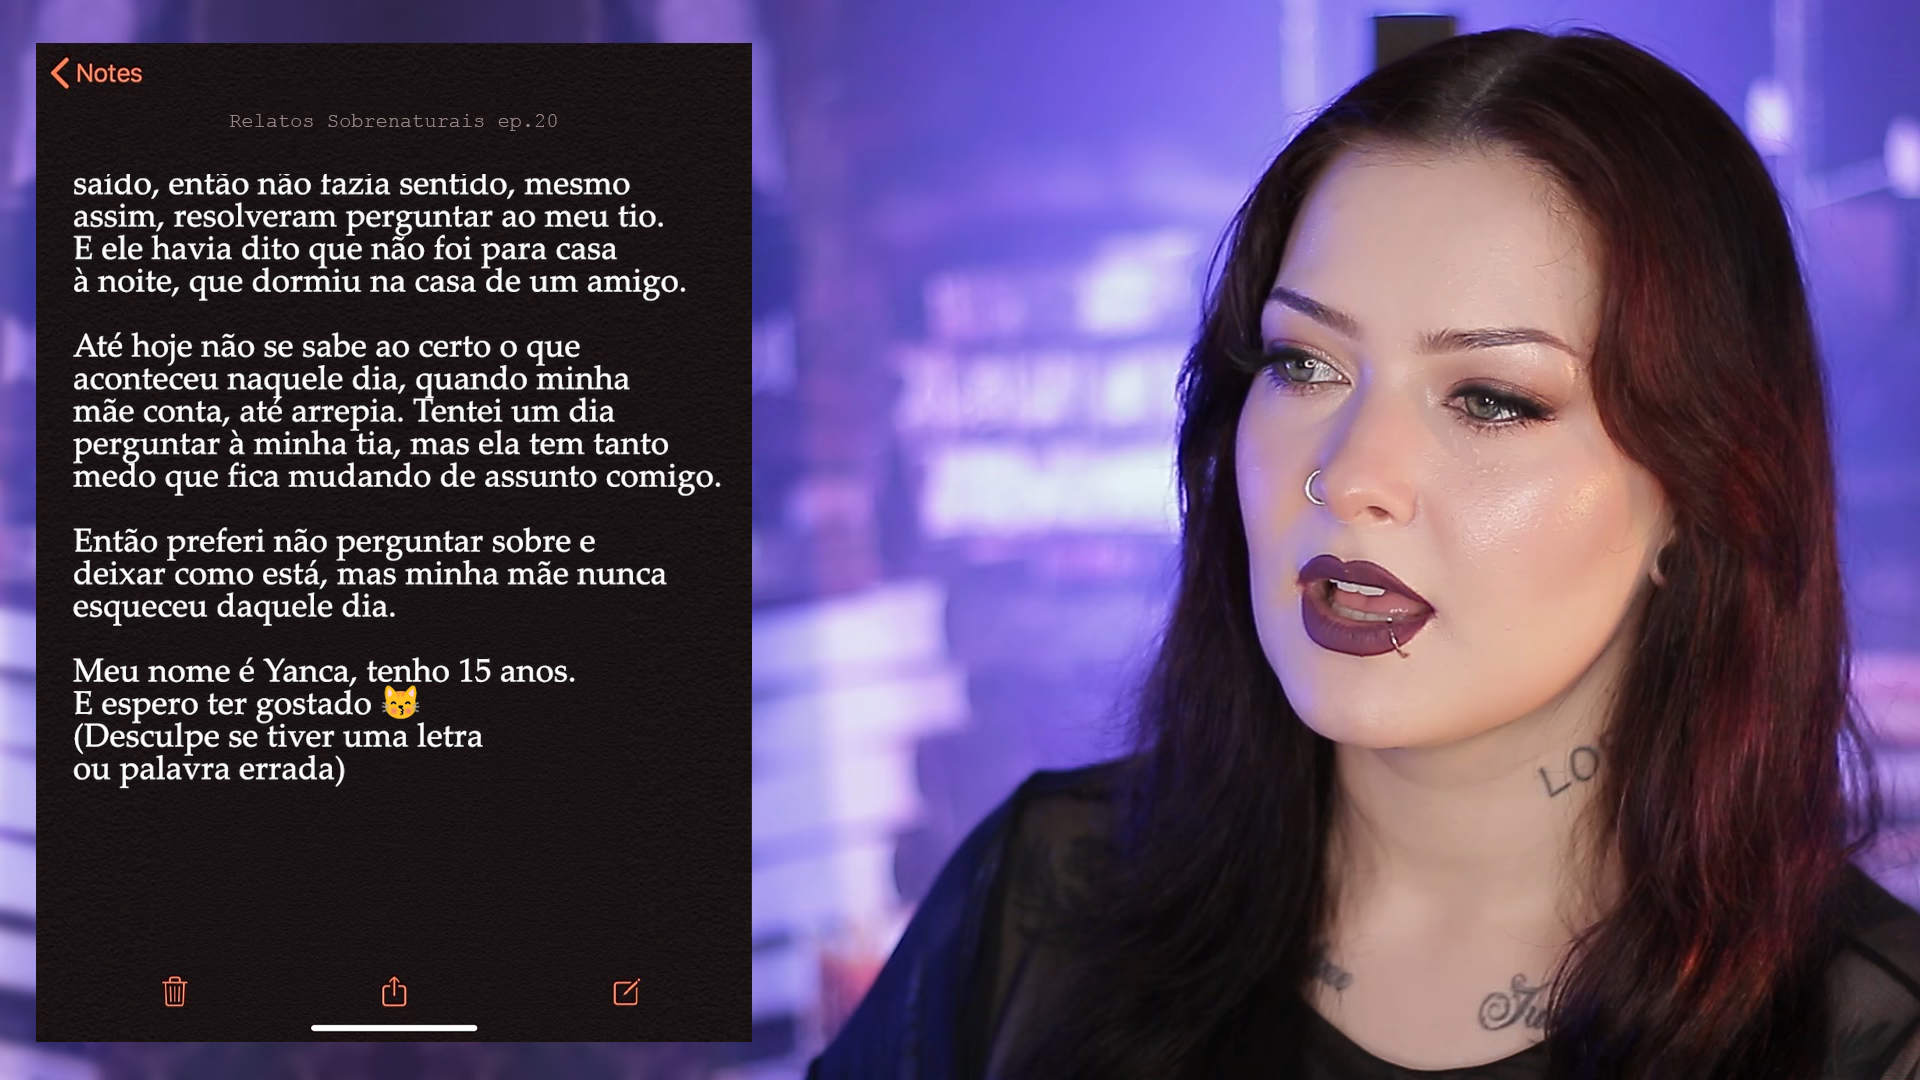 Notes
Relatos Sobrenaturais ep.20
saído, então não fazia sentido, mesmo
assim, resolveram perguntar ao meu tio.
E ele havia dito que não foi para casa
à noite, que dormiu na casa de um amigo.
Até hoje não se sabe ao certo o que
aconteceu naquele dia, quando minha
mãe conta, até arrepia. Tentei um dia
perguntar à minha tia, mas ela tem tanto
medo que fica mudando de assunto comigo.
Então preferi não perguntar sobre e
deixar como está, mas minha mãe nunca
esqueceu daquele dia.
Meu nome é Yanca, tenho 15 anos.
E espero ter gostado 😽
(Desculpe se tiver uma letra
ou palavra errada)
LO